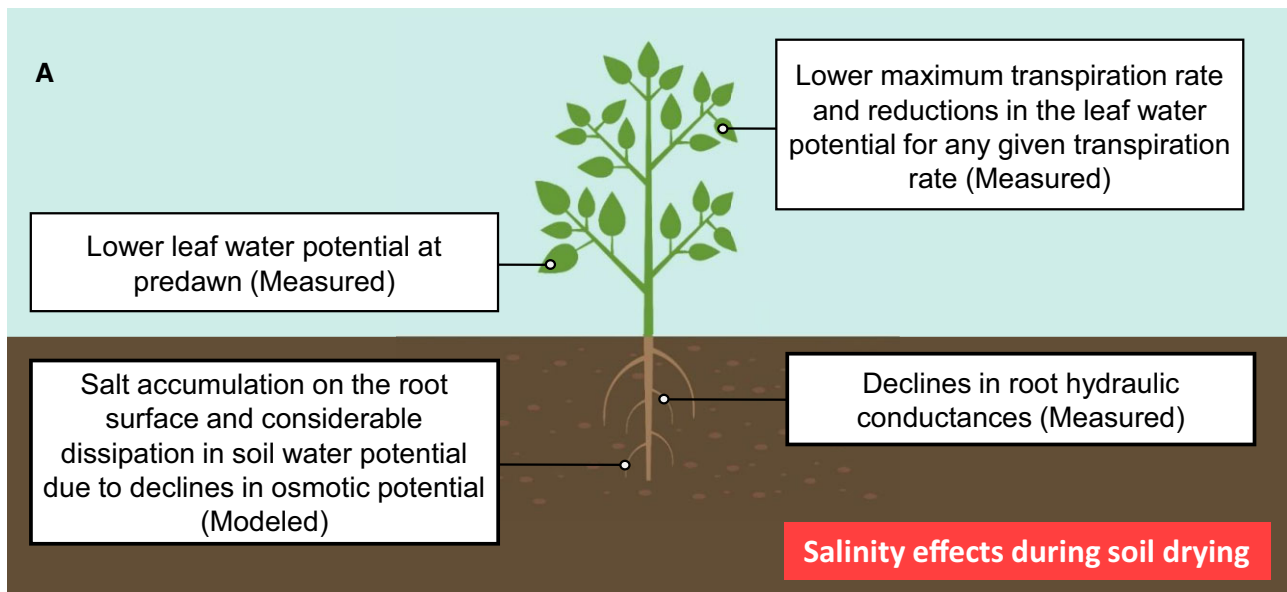 A
Lower maximum transpiration rate
and reductions in the leaf water
potential for any given transpiration
rate (Measured)
Lower leaf water potential at
predawn (Measured)
Salt accumulation on the root
surface and considerable
dissipation in soil water potential
due to declines in osmotic potential
(Modeled)
Declines in root hydraulic
conductances (Measured)
Salinity effects during soil drying